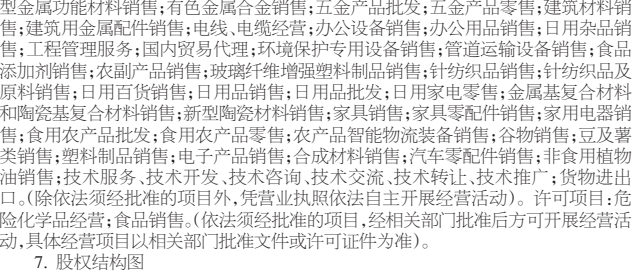 型金属功能材料销售;有色金属合金销售;五金产品批发;五金产品零售;建筑材料销
售;建筑用金属配件销售;电线、电缆经营;办公设备销售;办公用品销售;日用杂品销
售;工程管理服务;国内贸易代理;环境保护专用设备销售;管道运输设备销售;食品
添加剂销售;农副产品销售;玻璃纤维增强塑料制品销售;针纺织品销售;针纺织品及
原料销售;日用百货销售;日用品销售;日用品批发;日用家电零售;金属基复合材料
和陶瓷基复合材料销售;新型陶瓷材料销售;家具销售;家具零配件销售;家用电器销
售;食用农产品批发;食用农产品零售;农产品智能物流装备销售;谷物销售;豆及薯
类销售;塑料制品销售;电子产品销售;合成材料销售;汽车零配件销售;非食用植物
油销售;技术服务、技术开发、技术咨询、技术交流、技术转让、技术推广;货物进出
口。(除依法须经批准的项目外,凭营业执照依法自主开展经营活动)。许可项目:危
险化学品经营;食品销售。(依法须经批准的项目,经相关部门批准后方可开展经营活
动,具体经营项目以相关部门批准文件或许可证件为准)。
7. 股权结构图